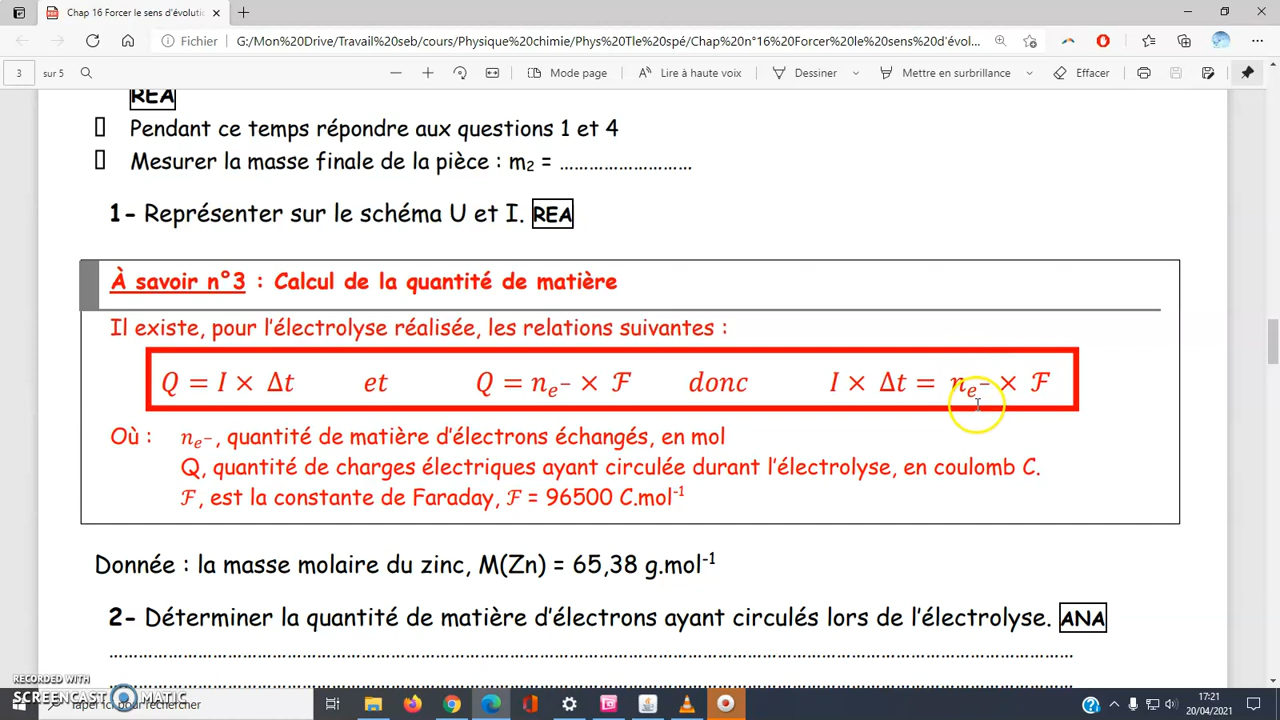 Chap 16 Forcer le sens d'évolutio
Fichier
G:/Mon%20Drive/Travail%20seb/cours/Physique%20chimie/Phys%20Tle%20spé/Chap%20n°16%20Forcer%20le%20sens%20d'évol...
3
sur 5
Mode page
Lire à haute voix
Dessiner
Mettre en surbrillance
Effacer
REA
Pendant ce temps répondre aux questions 1 et 4
Mesurer la masse finale de la pièce : m₂ = ...........................
1- Représenter sur le schéma U et I. REA
À savoir n°3 : Calcul de la quantité de matière
Il existe, pour l'électrolyse réalisée, les relations suivantes :
Q = I × Δt et Q = nₑ⁻ × ℱ donc I × Δt = nₑ⁻ × ℱ
Où : nₑ⁻, quantité de matière d'électrons échangés, en mol
Q, quantité de charges électriques ayant circulée durant l'électrolyse, en coulomb C.
ℱ, est la constante de Faraday, ℱ = 96500 C.mol⁻¹
Donnée : la masse molaire du zinc, M(Zn) = 65,38 g.mol⁻¹
2- Déterminer la quantité de matière d'électrons ayant circulés lors de l'électrolyse. ANA
RECORDED WITH
SCREENCAST MATIC
Taper ici pour rechercher
17:21
20/04/2021